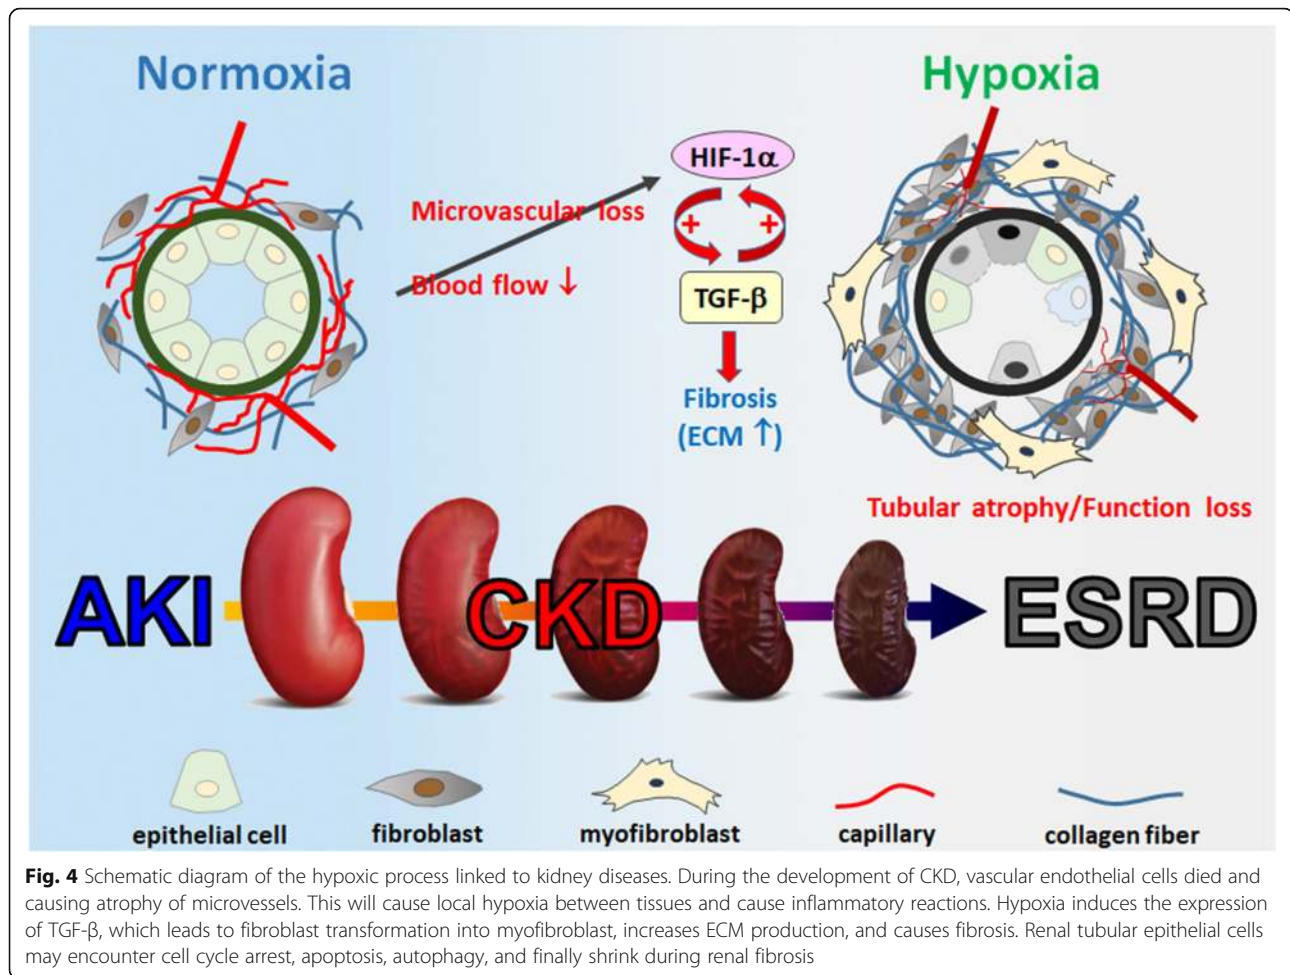 Normoxia
Hypoxia
HIF-1α
Microvascular loss
+ +
Blood flow ↓
TGF-β
Fibrosis
(ECM ↑)
Tubular atrophy/Function loss
AKI
CKD
ESRD
epithelial cell
fibroblast
myofibroblast
capillary
collagen fiber
Fig. 4 Schematic diagram of the hypoxic process linked to kidney diseases. During the development of CKD, vascular endothelial cells died and
causing atrophy of microvessels. This will cause local hypoxia between tissues and cause inflammatory reactions. Hypoxia induces the expression
of TGF-β, which leads to fibroblast transformation into myofibroblast, increases ECM production, and causes fibrosis. Renal tubular epithelial cells
may encounter cell cycle arrest, apoptosis, autophagy, and finally shrink during renal fibrosis